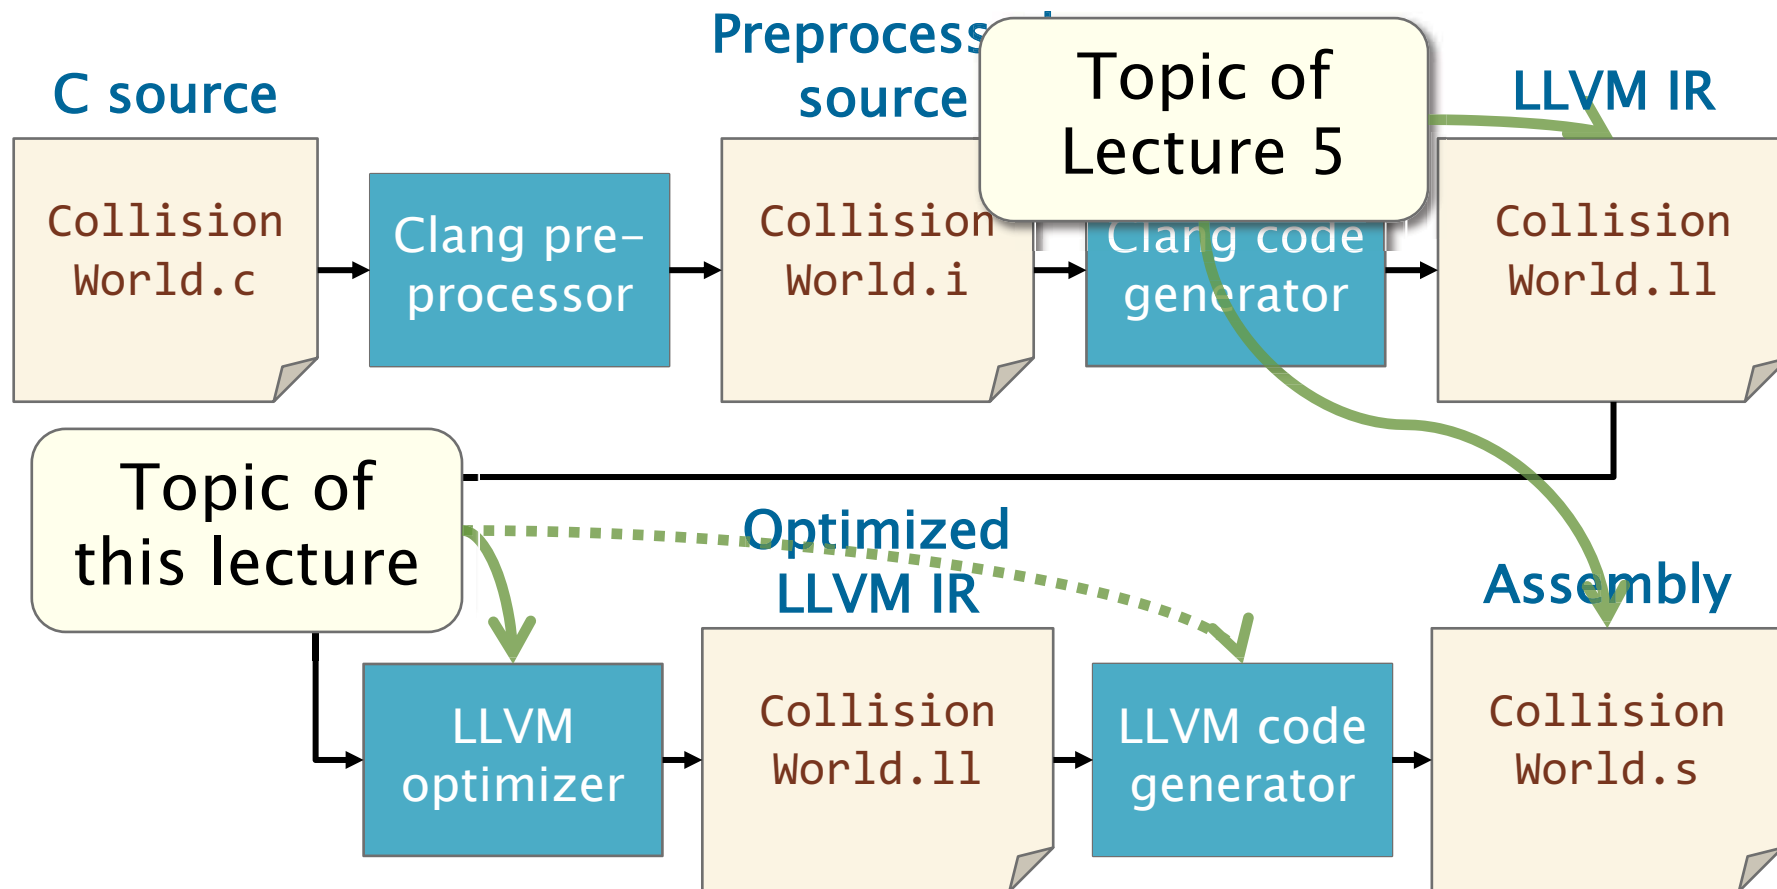 C source
Collision
World.c
Clang pre-
processor
source
Collision
World.i
Topic of
Lecture 5
Clang code
generator
LLVM IR
Collision
World.ll
Topic of
this lecture
LLVM
optimizer
Optimized
LLVM IR
Collision
World.ll
LLVM code
generator
Assembly
Collision
World.s